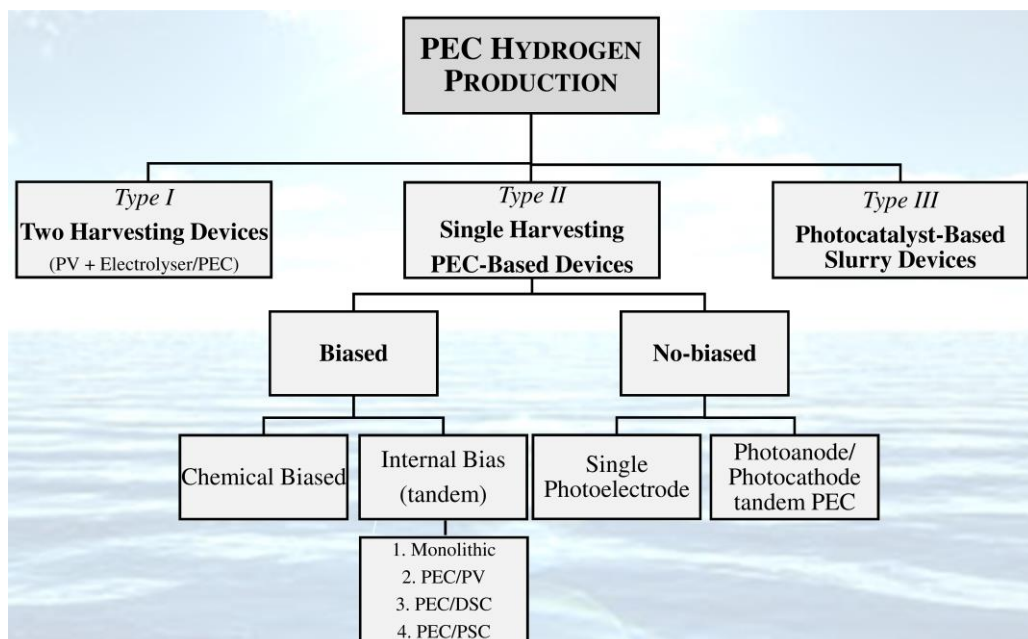 PEC HYDROGEN
PRODUCTION
Type I
Two Harvesting Devices
(PV + Electrolyser/PEC)
Type II
Single Harvesting
PEC-Based Devices
Type III
Photocatalyst-Based
Slurry Devices
Biased
No-biased
Chemical Biased
Internal Bias
(tandem)
Single
Photoelectrode
Photoanode/
Photocathode
tandem PEC
1. Monolithic
2. PEC/PV
3. PEC/DSC
4. PEC/PSC